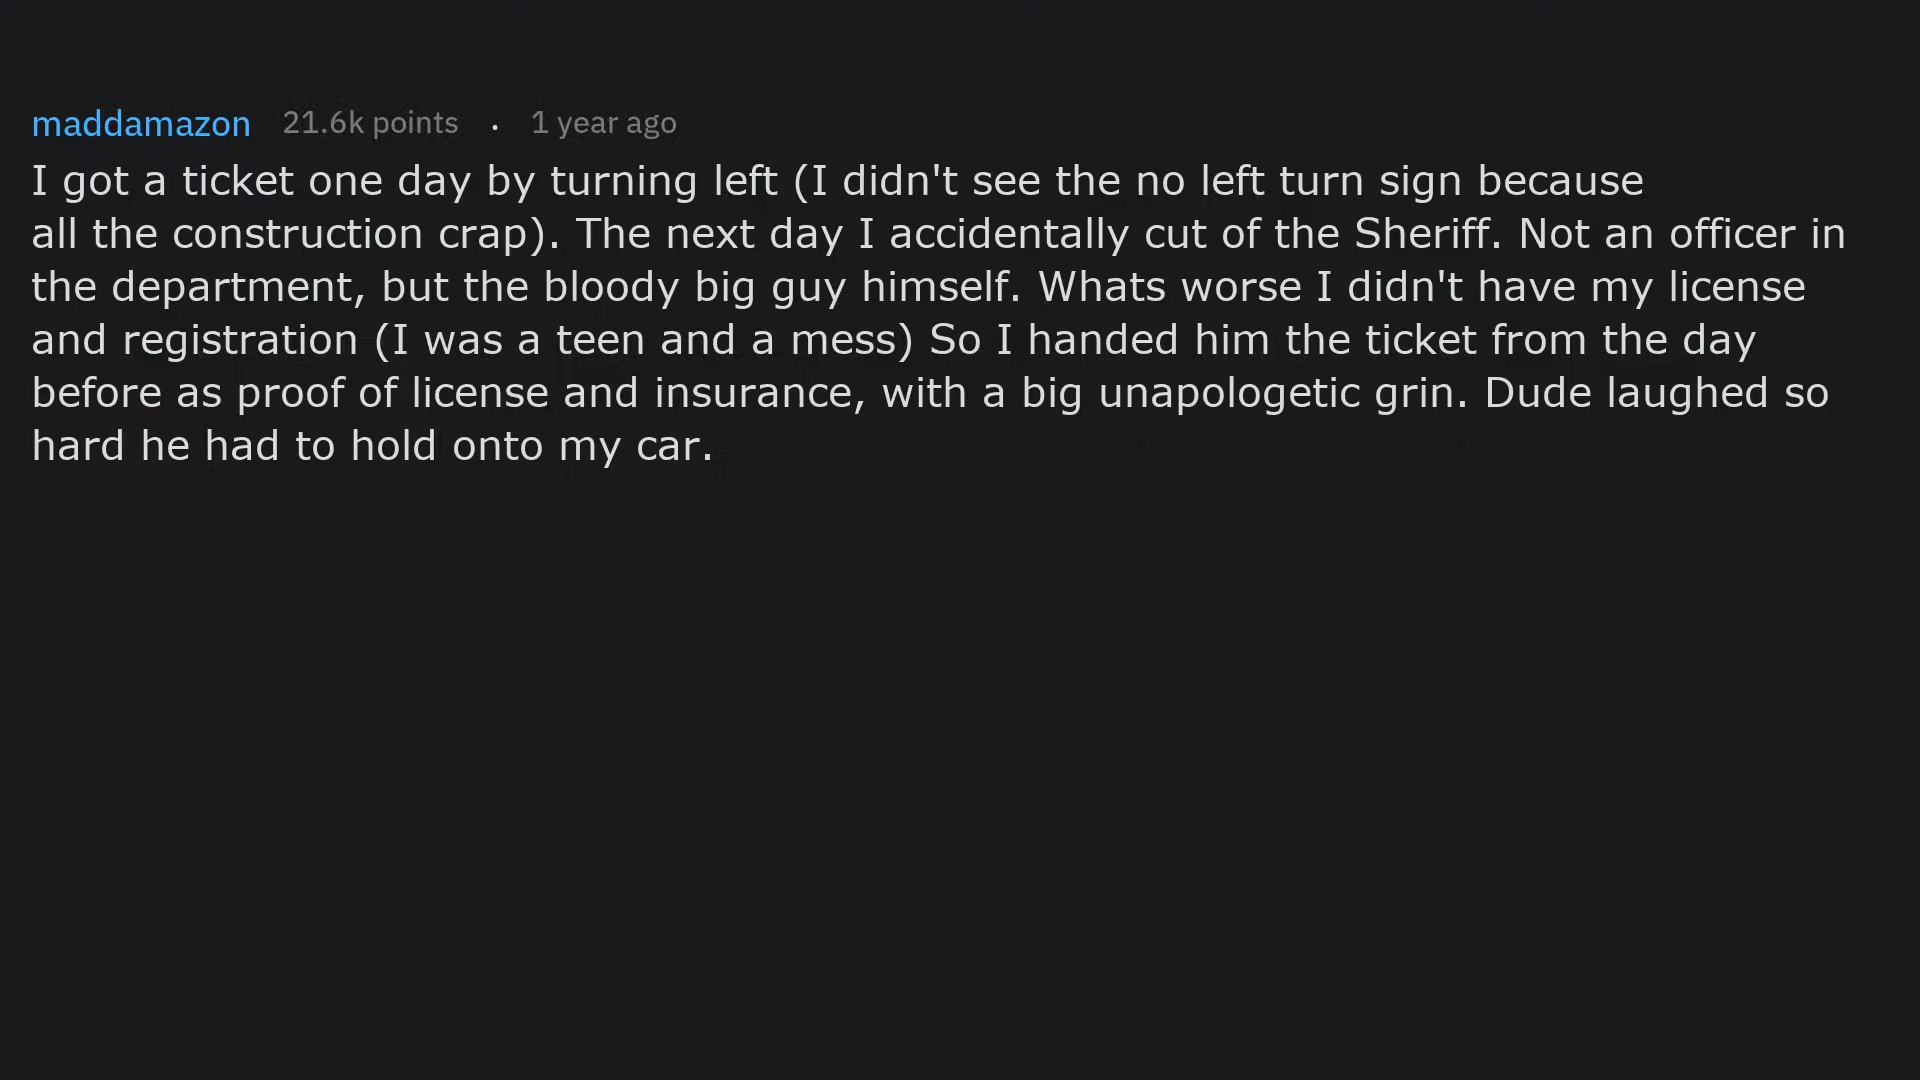 maddamazon 21.6k points . 1 year ago
I got a ticket one day by turning left (I didn't see the no left turn sign because
all the construction crap). The next day I accidentally cut of the Sheriff. Not an officer in
the department, but the bloody big guy himself. Whats worse I didn't have my license
and registration (I was a teen and a mess) So I handed him the ticket from the day
before as proof of license and insurance, with a big unapologetic grin. Dude laughed so
hard he had to hold onto my car.